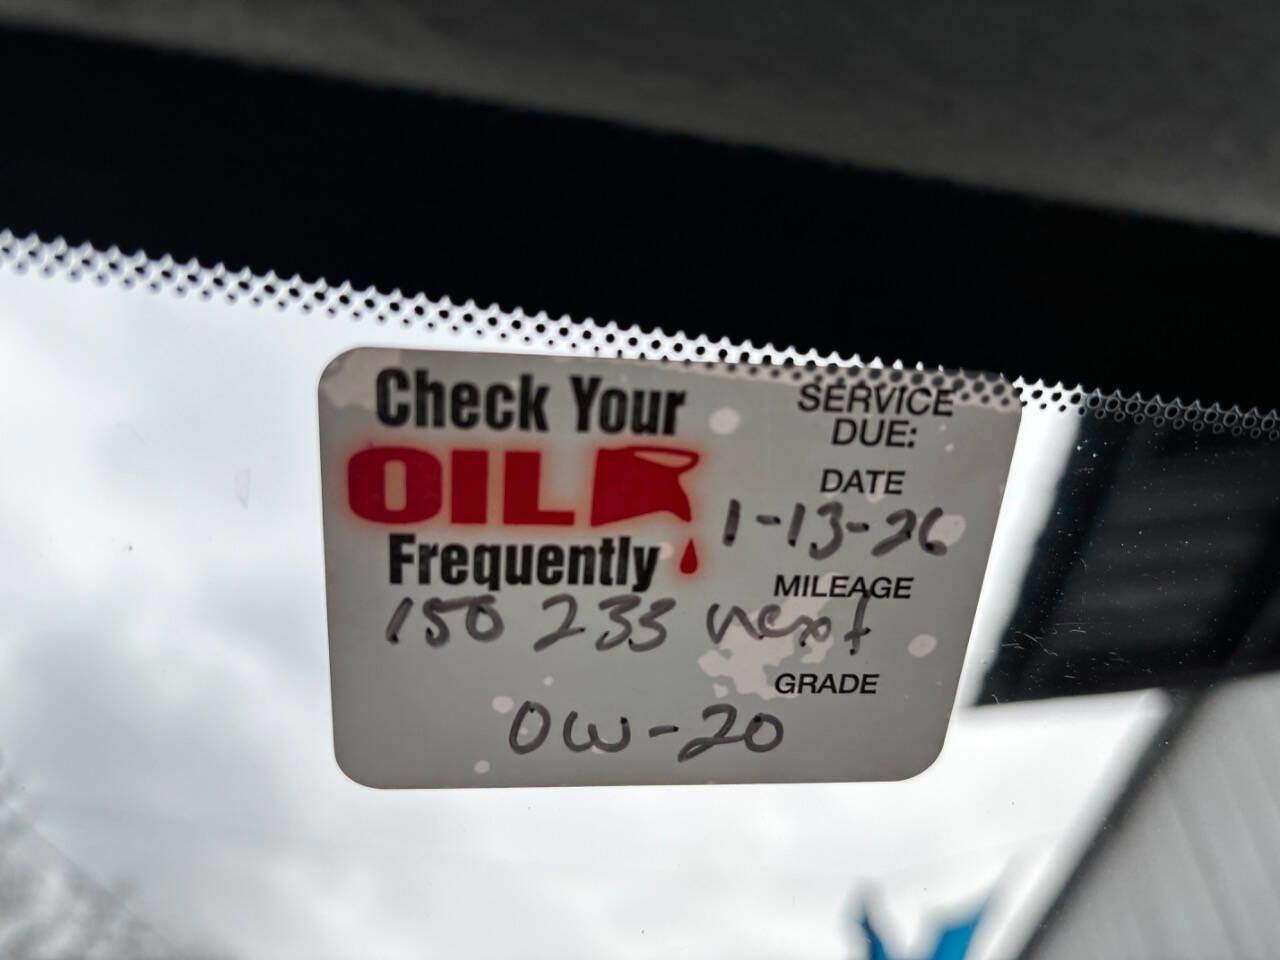 Check Your
OIL
Frequently
SERVICE
DUE:
DATE
1-13-26
MILEAGE
150 233 next
GRADE
0W-20